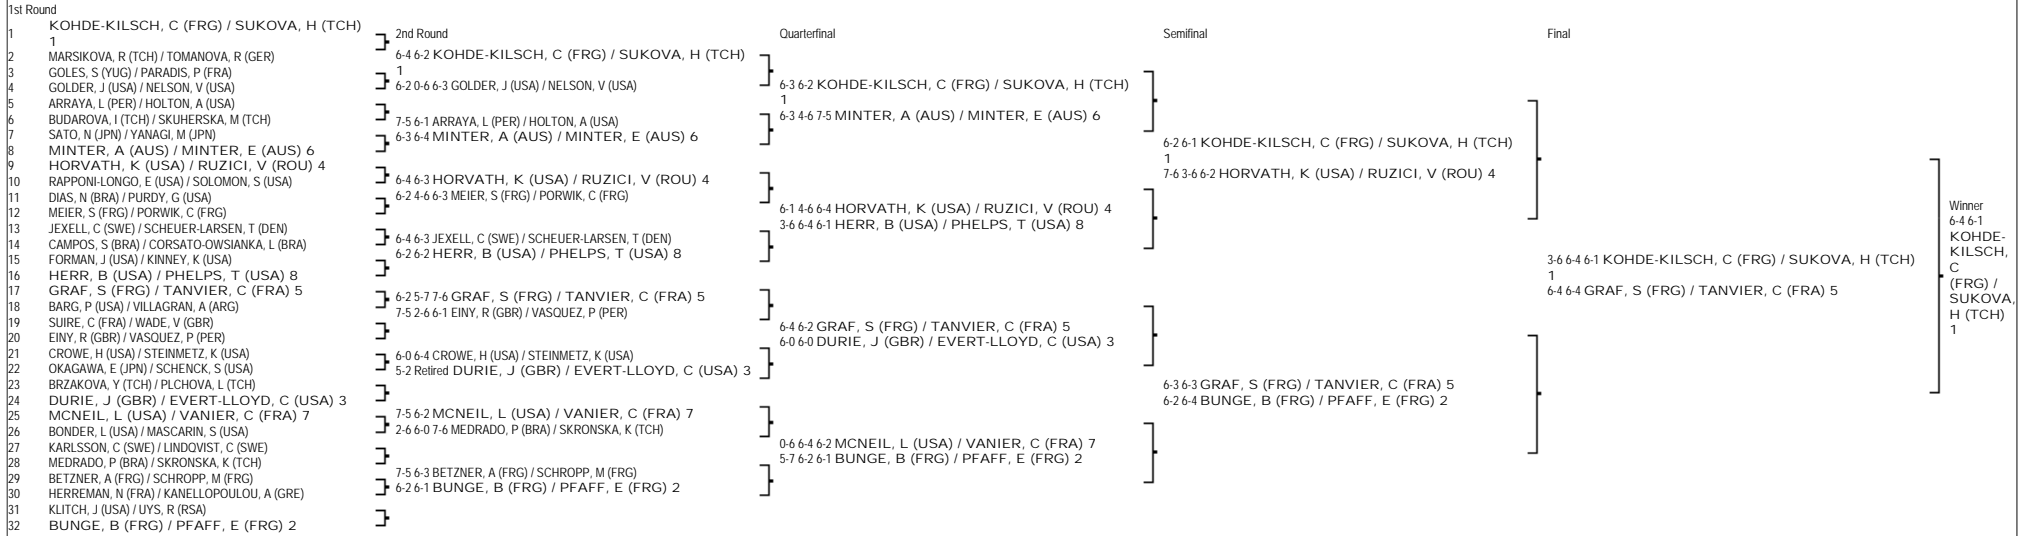 1st Round
1 KOHDE-KILSCH, C (FRG) / SUKOVA, H (TCH)
1
2 MARSIKOVA, R (TCH) / TOMANOVA, R (GER)
3 GOLES, S (YUG) / PARADIS, P (FRA)
4 GOLDER, J (USA) / NELSON, V (USA)
5 ARRAYA, L (PER) / HOLTON, A (USA)
6 BUDAROVA, I (TCH) / SKUHERSKA, M (TCH)
7 SATO, N (JPN) / YANAGI, M (JPN)
8 MINTER, A (AUS) / MINTER, E (AUS) 6
9 HORVATH, K (USA) / RUZICI, V (ROU) 4
10 RAPPONI-LONGO, E (USA) / SOLOMON, S (USA)
11 DIAS, N (BRA) / PURDY, G (USA)
12 MEIER, S (FRG) / PORWIK, C (FRG)
13 JEXELL, C (SWE) / SCHEUER-LARSEN, T (DEN)
14 CAMPOS, S (BRA) / CORSATO-OWSIANKA, L (BRA)
15 FORMAN, J (USA) / KINNEY, K (USA)
16 HERR, B (USA) / PHELPS, T (USA) 8
17 GRAF, S (FRG) / TANVIER, C (FRA) 5
18 BARG, P (USA) / VILLAGRAN, A (ARG)
19 SUIRE, C (FRA) / WADE, V (GBR)
20 EINY, R (GBR) / VASQUEZ, P (PER)
21 CROWE, H (USA) / STEINMETZ, K (USA)
22 OKAGAWA, E (JPN) / SCHENCK, S (USA)
23 BRZAKOVA, Y (TCH) / PLCHOVA, L (TCH)
24 DURIE, J (GBR) / EVERT-LLOYD, C (USA) 3
25 MCNEIL, L (USA) / VANIER, C (FRA) 7
26 BONDER, L (USA) / MASCARIN, S (USA)
27 KARLSSON, C (SWE) / LINDQVIST, C (SWE)
28 MEDRADO, P (BRA) / SKRONSKA, K (TCH)
29 BETZNER, A (FRG) / SCHROPP, M (FRG)
30 HERREMAN, N (FRA) / KANELLOPOULOU, A (GRE)
31 KLITCH, J (USA) / UYS, R (RSA)
32 BUNGE, B (FRG) / PFAFF, E (FRG) 2
2nd Round
6-4 6-2 KOHDE-KILSCH, C (FRG) / SUKOVA, H (TCH)
1
6-2 0-6 6-3 GOLDER, J (USA) / NELSON, V (USA)
7-5 6-1 ARRAYA, L (PER) / HOLTON, A (USA)
6-3 6-4 MINTER, A (AUS) / MINTER, E (AUS) 6
6-4 6-3 HORVATH, K (USA) / RUZICI, V (ROU) 4
6-2 4-6 6-3 MEIER, S (FRG) / PORWIK, C (FRG)
6-4 6-3 JEXELL, C (SWE) / SCHEUER-LARSEN, T (DEN)
6-2 6-2 HERR, B (USA) / PHELPS, T (USA) 8
6-2 5-7 7-6 GRAF, S (FRG) / TANVIER, C (FRA) 5
7-5 2-6 6-1 EINY, R (GBR) / VASQUEZ, P (PER)
6-0 6-4 CROWE, H (USA) / STEINMETZ, K (USA)
5-2 Retired DURIE, J (GBR) / EVERT-LLOYD, C (USA) 3
7-5 6-2 MCNEIL, L (USA) / VANIER, C (FRA) 7
2-6 6-0 7-6 MEDRADO, P (BRA) / SKRONSKA, K (TCH)
7-5 6-3 BETZNER, A (FRG) / SCHROPP, M (FRG)
6-2 6-1 BUNGE, B (FRG) / PFAFF, E (FRG) 2
Quarterfinal
6-3 6-2 KOHDE-KILSCH, C (FRG) / SUKOVA, H (TCH)
1
6-3 4-6 7-5 MINTER, A (AUS) / MINTER, E (AUS) 6
6-1 4-6 6-4 HORVATH, K (USA) / RUZICI, V (ROU) 4
3-6 6-4 6-1 HERR, B (USA) / PHELPS, T (USA) 8
6-4 6-2 GRAF, S (FRG) / TANVIER, C (FRA) 5
6-0 6-0 DURIE, J (GBR) / EVERT-LLOYD, C (USA) 3
0-6 6-4 6-2 MCNEIL, L (USA) / VANIER, C (FRA) 7
5-7 6-2 6-1 BUNGE, B (FRG) / PFAFF, E (FRG) 2
Semifinal
6-2 6-1 KOHDE-KILSCH, C (FRG) / SUKOVA, H (TCH)
1
7-6 3-6 6-2 HORVATH, K (USA) / RUZICI, V (ROU) 4
6-3 6-3 GRAF, S (FRG) / TANVIER, C (FRA) 5
6-2 6-4 BUNGE, B (FRG) / PFAFF, E (FRG) 2
Final
3-6 6-4 6-1 KOHDE-KILSCH, C (FRG) / SUKOVA, H (TCH)
1
6-4 6-4 GRAF, S (FRG) / TANVIER, C (FRA) 5
Winner
6-4 6-1
KOHDE-
KILSCH,
C
(FRG) /
SUKOVA,
H (TCH)
1